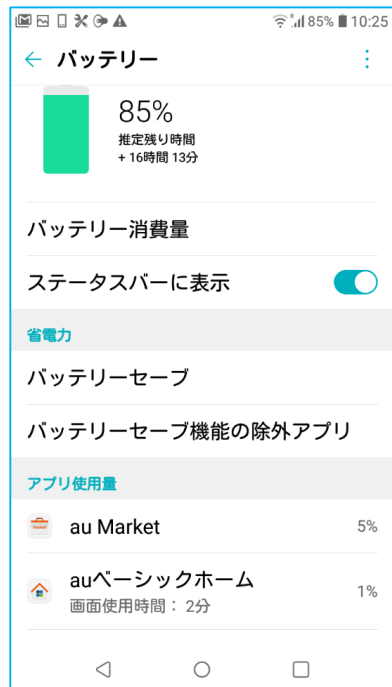 85% 10:25
バッテリー
85%
推定残り時間
+ 16時間 13分
バッテリー消費量
ステータスバーに表示
省電力
バッテリーセーブ
バッテリーセーブ機能の除外アプリ
アプリ使用量
au Market 5%
auベーシックホーム
画面使用時間： 2分
1%